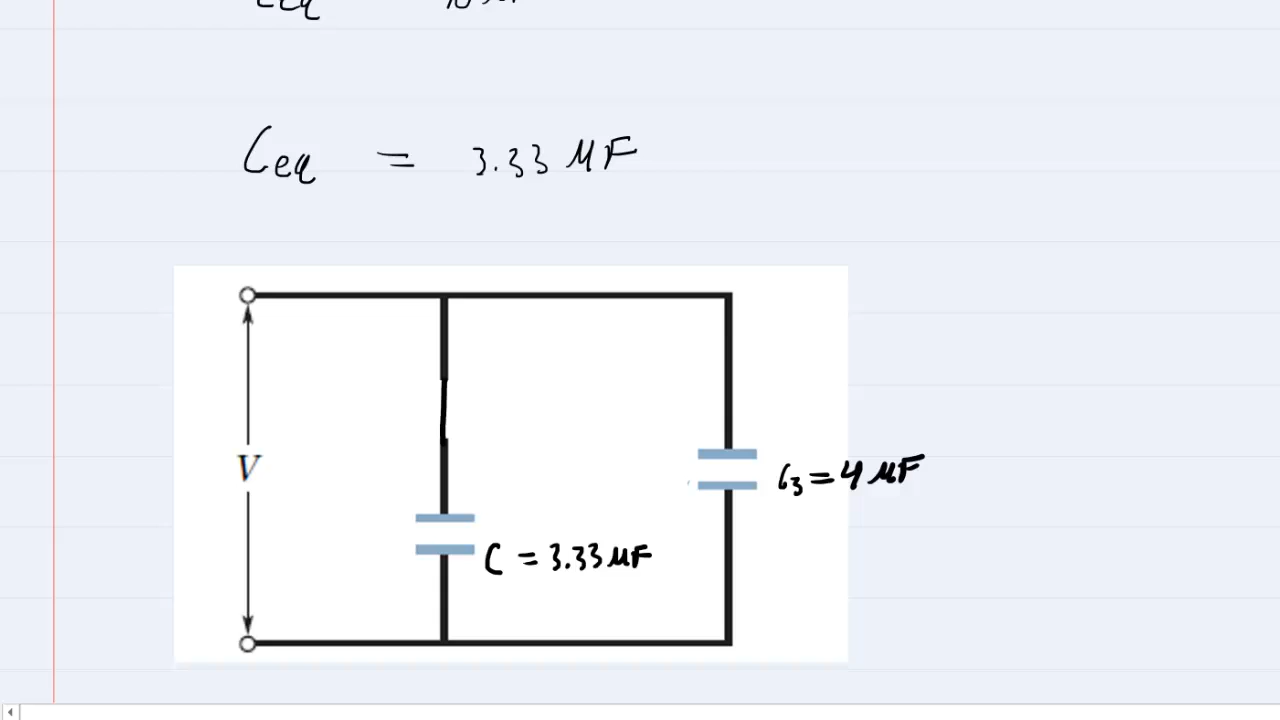 Ceq = 3.33 μF
V
C3 = 4 μF
C = 3.33 μF